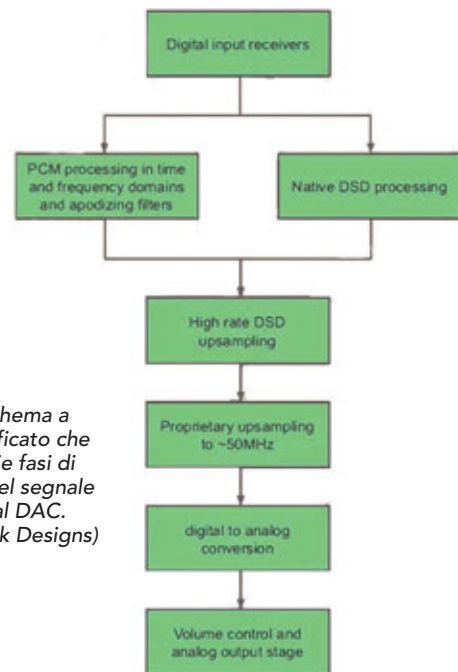 Digital input receivers
PCM processing in time
and frequency domains
and apodizing filters
Native DSD processing
High rate DSD
upsampling
Proprietary upsampling
to ~50MHz
digital to analog
conversion
Volume control and
analog output stage
hema a
ficato che
e fasi di
el segnale
al DAC.
k Designs)